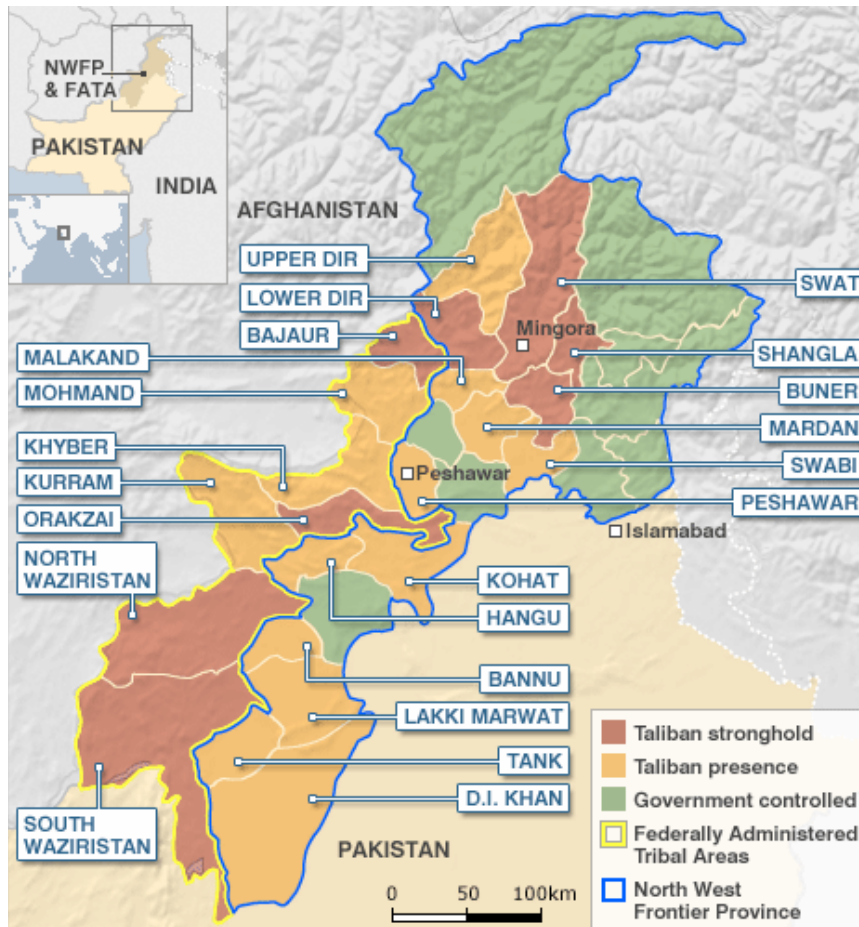 NWFP
& FATA
PAKISTAN
INDIA
AFGHANISTAN
UPPER DIR
LOWER DIR
BAJAUR
MALAKAND
MOHMAND
KHYBER
KURRAM
ORAKZAI
NORTH
WAZIRISTAN
SOUTH
WAZIRISTAN
SWAT
Mingora
SHANGLA
BUNER
MARDAN
SWABI
Peshawar
PESHAWAR
Islamabad
KOHAT
HANGU
BANNU
LAKKI MARWAT
TANK
D.I. KHAN
PAKISTAN
0 50 100km
Taliban stronghold
Taliban presence
Government controlled
Federally Administered
Tribal Areas
North West
Frontier Province